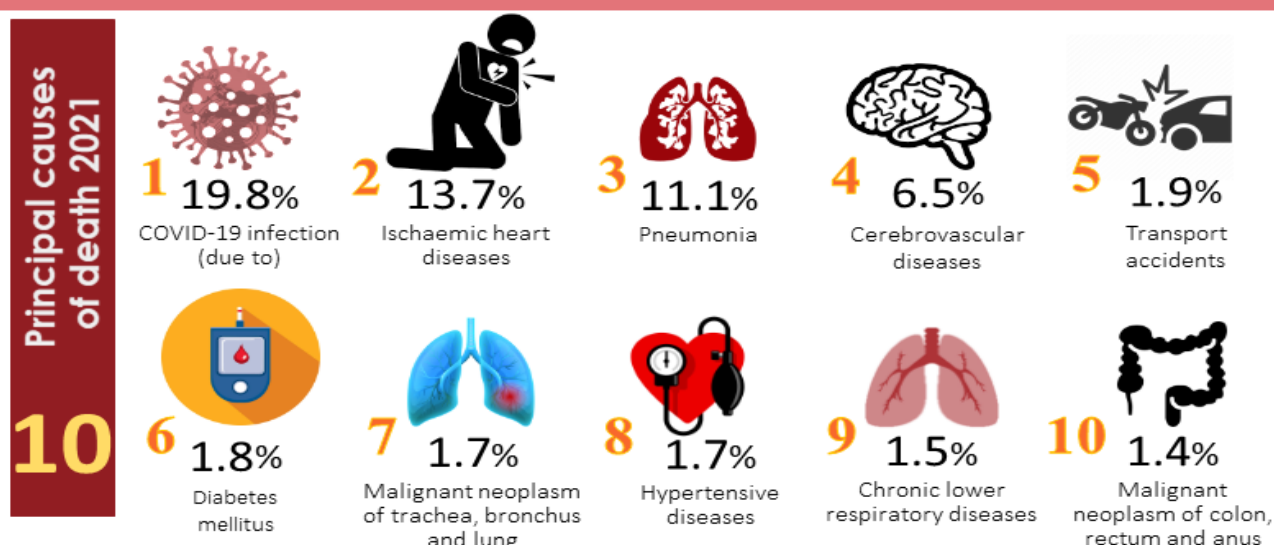 Principal causes
of death 2021
10
1
19.8%
COVID-19 infection
(due to)
2
13.7%
Ischaemic heart
diseases
3
11.1%
Pneumonia
4
6.5%
Cerebrovascular
diseases
5
1.9%
Transport
accidents
6
1.8%
Diabetes
mellitus
7
1.7%
Malignant neoplasm
of trachea, bronchus
and lung
8
1.7%
Hypertensive
diseases
9
1.5%
Chronic lower
respiratory diseases
10
1.4%
Malignant
neoplasm of colon,
rectum and anus